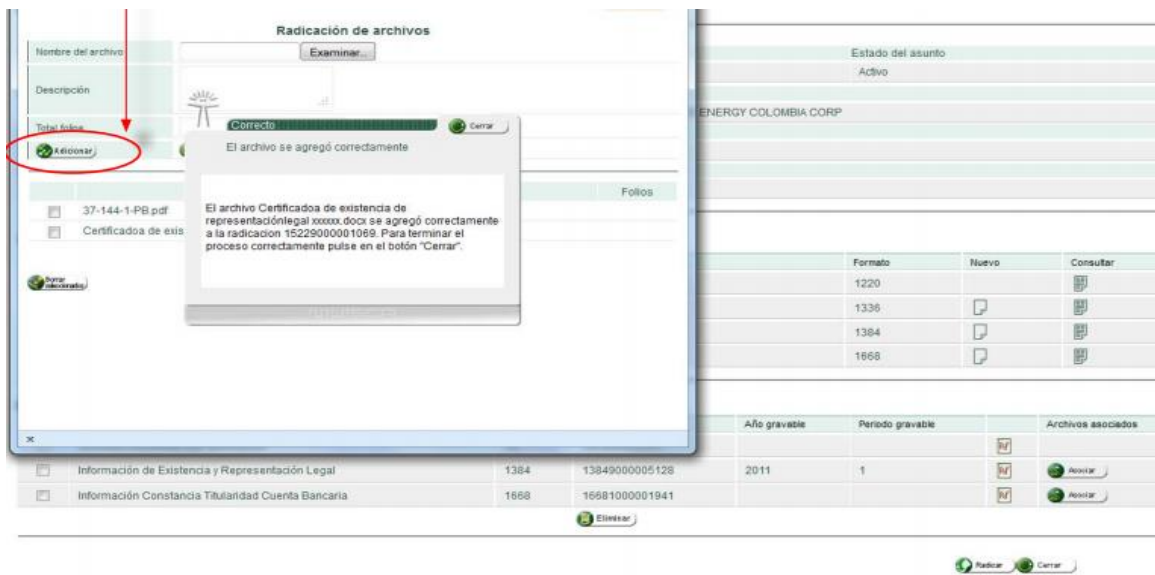 Radicación de archivos
Nombre del archivo
Examinar...
Descripción
Total folios
Adicionar
Correcto
Cerrar
El archivo se agregó correctamente
El archivo Certificadoa de existencia de
representaciónlegal xxxxxx.docx se agregó correctamente
a la radicacion 15229000001069. Para terminar el
proceso correctamente pulse en el botón "Cerrar".
Folios
37-144-1-PB.pdf
Certificadoa de exis
Borrar
seleccionados
Estado del asunto
Activo
ENERGY COLOMBIA CORP
Formato Nuevo Consultar
1220
1336
1384
1668
Año gravable Periodo gravable Archivos asociados
Información de Existencia y Representación Legal 1384 13849000005128 2011 1 Asociar
Información Constancia Titularidad Cuenta Bancaria 1668 16681000001941 Asociar
Eliminar
Radicar Cerrar